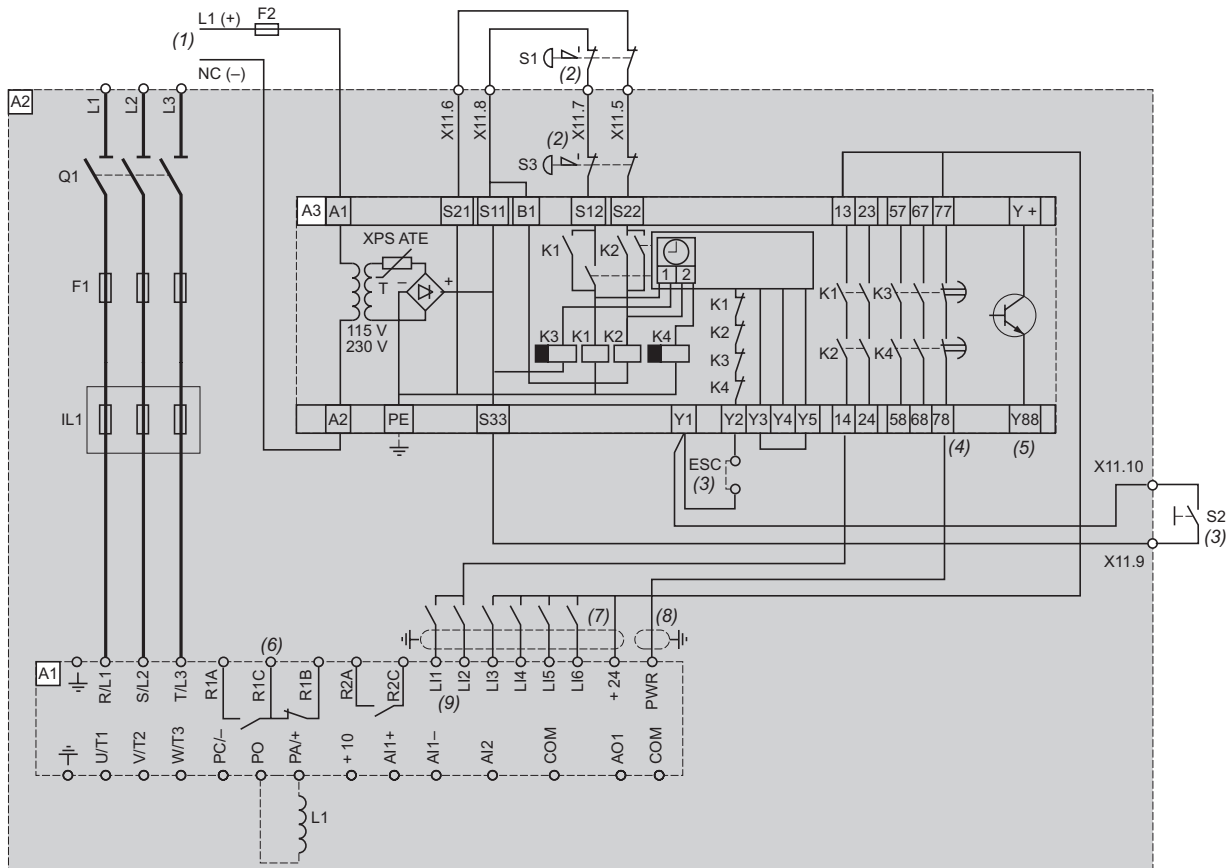 L1 (+) F2
(1)
NC (–)
S1
(2)
A2
L1 L2 L3
X11.6 X11.8 X11.7 X11.5
(2)
S3
Q1
A3 A1 S21 S11 B1 S12 S22 13 23 57 67 77 Y +
XPS ATE
K1 K2
1 2
T – +
F1
K1 K3
K1
115 V
230 V
K3 K1 K2 K4
K2
K2 K4
K3
K4
IL1
A2 PE S33 Y1 Y2 Y3 Y4 Y5 14 24 58 68 78 Y88
(4) (5)
ESC
(3)
X11.10
S2
(3)
X11.9
(7) (8)
(6)
A1
R/L1 S/L2 T/L3 R1A R1C R1B R2A R2C LI1 LI2 LI3 LI4 LI5 LI6 + 24 PWR
(9)
U/T1 V/T2 W/T3 PC/– PO PA/+ + 10 AI1+ AI1– AI2 COM AO1 COM
L1